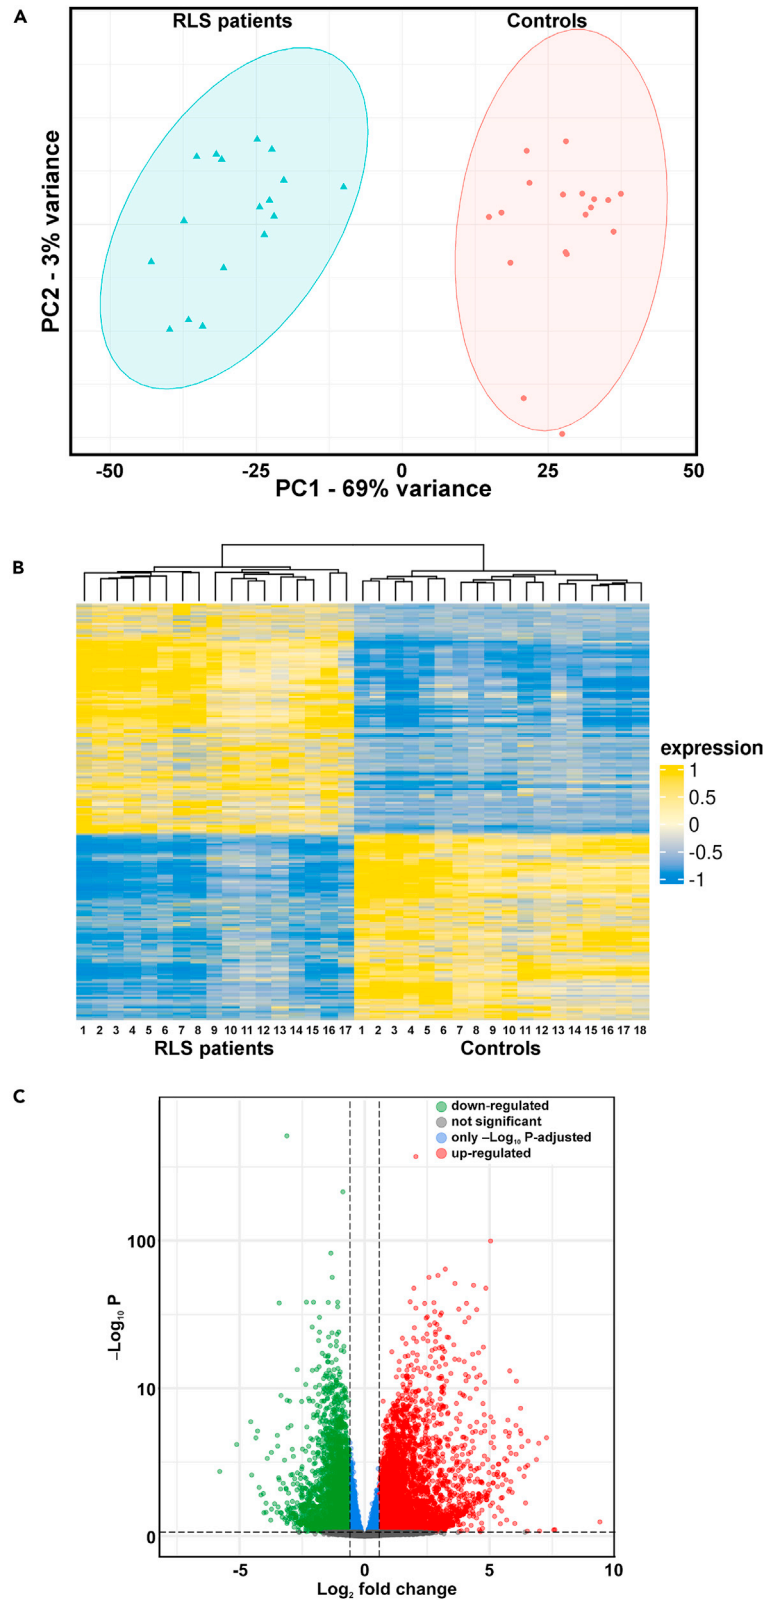 A
RLS patients Controls
PC2 - 3% variance
-50 -25 0 25 50
PC1 - 69% variance
B
expression
1
0.5
0
-0.5
-1
1 2 3 4 5 6 7 8 9 10 11 12 13 14 15 16 17 1 2 3 4 5 6 7 8 9 10 11 12 13 14 15 16 17 18
RLS patients Controls
C
down-regulated
not significant
only –Log₁₀ P-adjusted
up-regulated
–Log₁₀ P
100
10
0
-5 0 5 10
Log₂ fold change